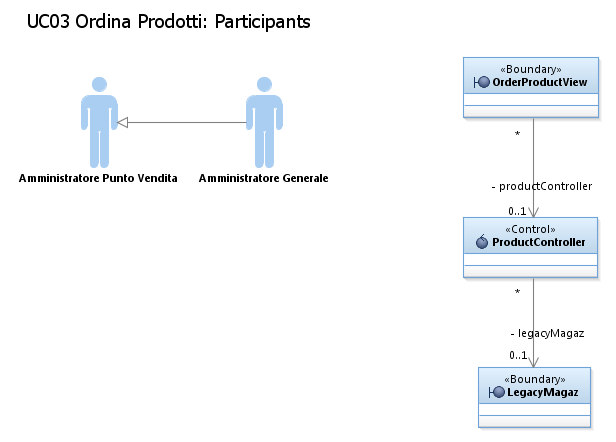 UC03 Ordina Prodotti: Participants
Amministratore Punto Vendita
Amministratore Generale
«Boundary»
OrderProductView
*
- productController
0..1
«Control»
ProductController
*
- legacyMagaz
0..1
«Boundary»
LegacyMagaz